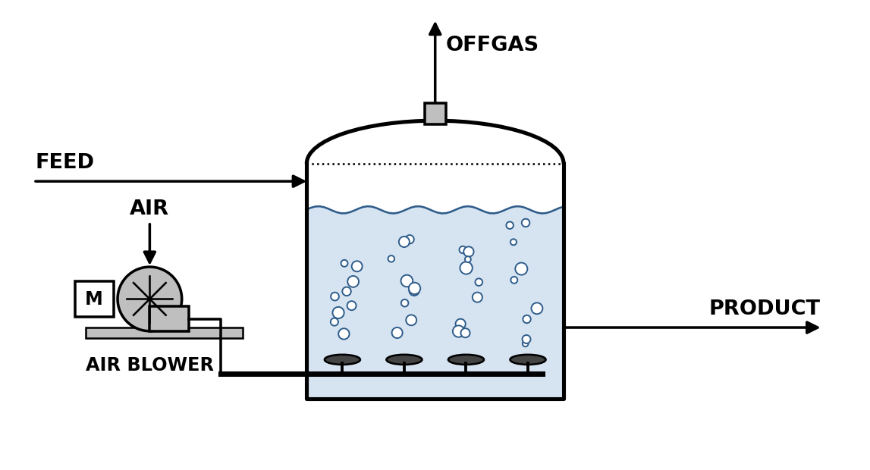 OFFGAS
FEED
AIR
M
PRODUCT
AIR BLOWER